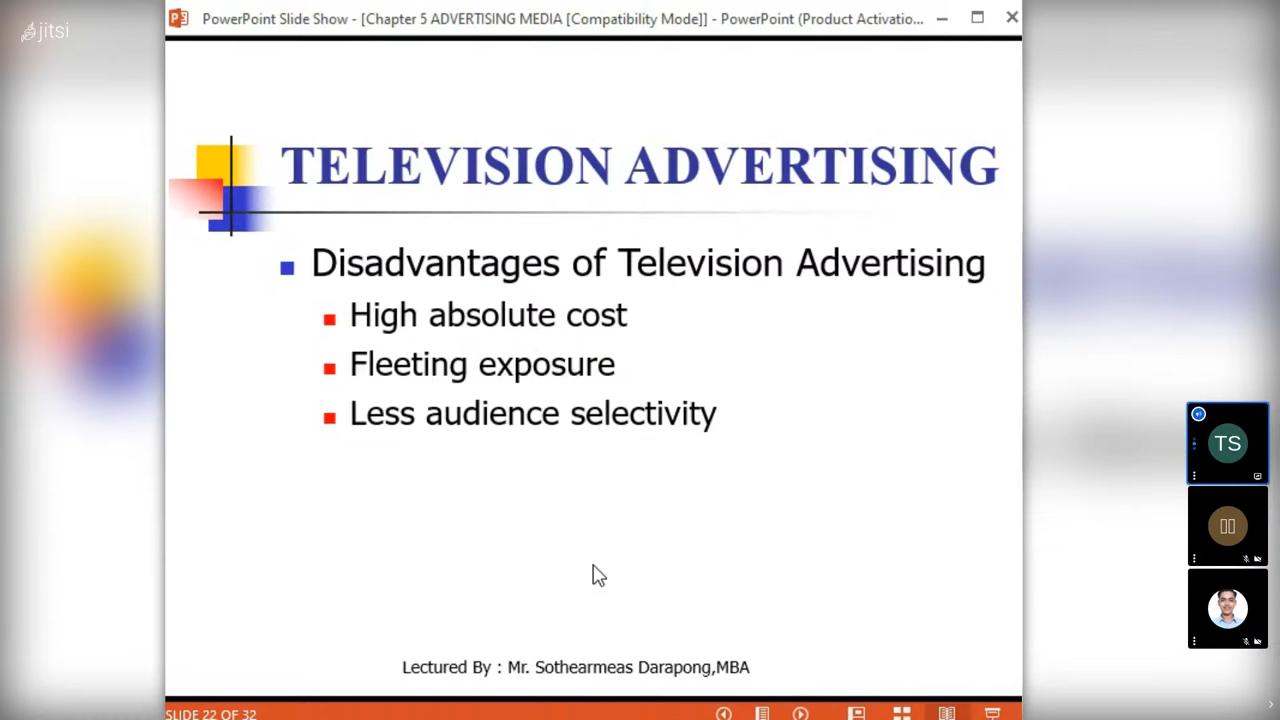 PowerPoint Slide Show - [Chapter 5 ADVERTISING MEDIA [Compatibility Mode]] - PowerPoint (Product Activatio...
jitsi
TELEVISION ADVERTISING
Disadvantages of Television Advertising
High absolute cost
Fleeting exposure
Less audience selectivity
TS
Lectured By : Mr. Sothearmeas Darapong,MBA
SLIDE 22 OF 32